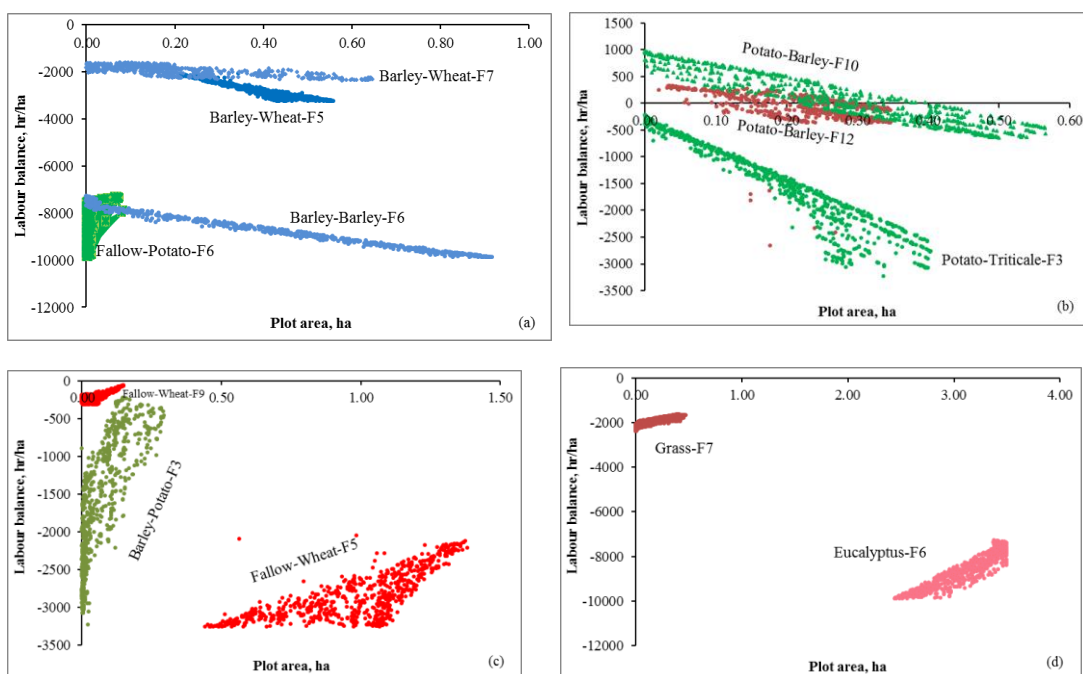 0
0.00 0.20 0.40 0.60 0.80 1.00
-2000
-4000
-6000
-8000
-10000
-12000
Labour balance, hr/ha
Barley-Wheat-F7
Barley-Wheat-F5
Barley-Barley-F6
Fallow-Potato-F6
Plot area, ha
(a)
1500
1000
500
0
-500
-1000
-1500
-2000
-2500
-3000
-3500
0.00 0.10 0.20 0.30 0.40 0.50 0.60
Labour balance, hr/ha
Potato-Barley-F10
Potato-Barley-F12
Potato-Triticale-F3
Plot area, ha
(b)
0
0.00 0.50 1.00 1.50
-500
-1000
-1500
-2000
-2500
-3000
-3500
Labour balance, hr/ha
Fallow-Wheat-F9
Barley-Potato-F3
Fallow-Wheat-F5
Plot area, ha
(c)
0
0.00 1.00 2.00 3.00 4.00
-2000
-4000
-6000
-8000
-10000
-12000
Labour balance, hr/ha
Grass-F7
Eucalyptus-F6
Plot area, ha
(d)